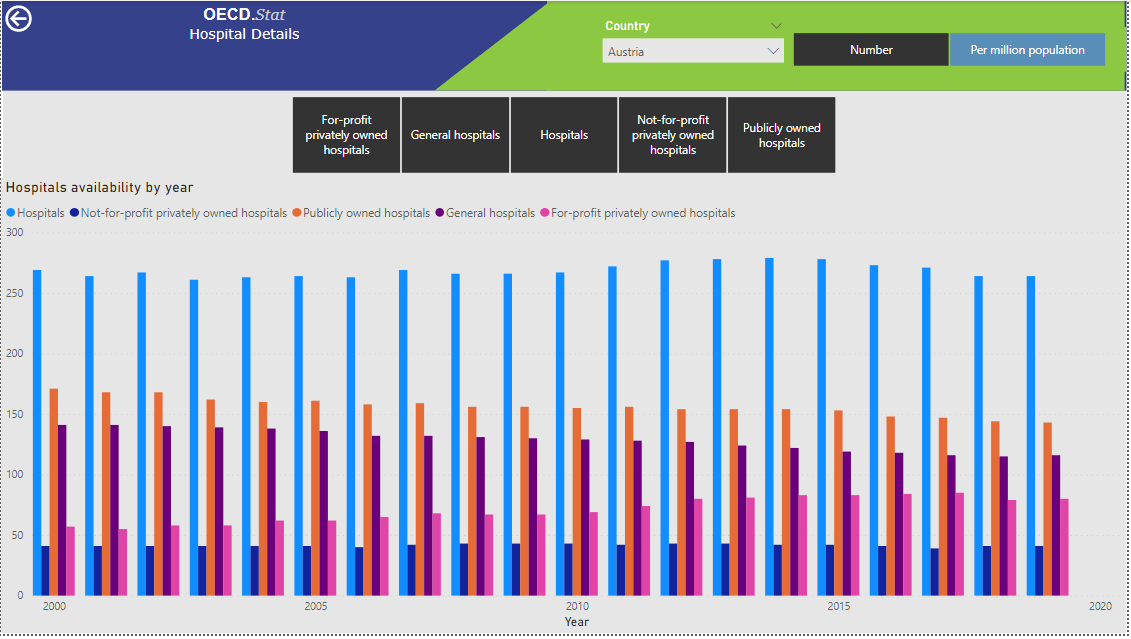 OECD.Stat
Hospital Details
Country
Austria
Number
Per million population
For-profit
privately owned
hospitals
General hospitals
Hospitals
Not-for-profit
privately owned
hospitals
Publicly owned
hospitals
Hospitals availability by year
Hospitals Not-for-profit privately owned hospitals Publicly owned hospitals General hospitals For-profit privately owned hospitals
300
250
200
150
100
50
0
2000 2005 2010 2015 2020
Year